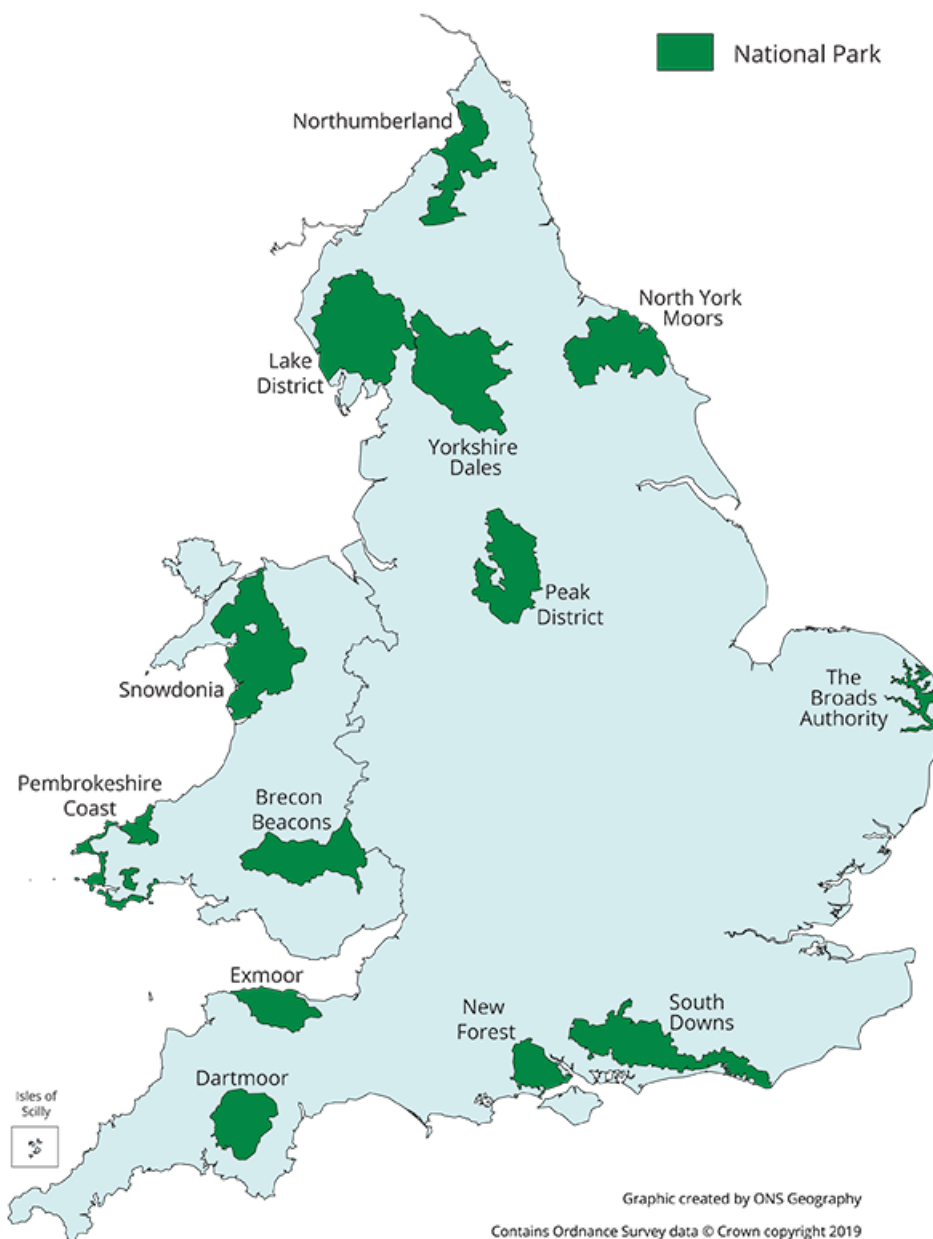 National Park
Northumberland
North York
Moors
Lake
District
Yorkshire
Dales
Peak
District
Snowdonia
The
Broads
Authority
Pembrokeshire
Coast
Brecon
Beacons
Exmoor
New
Forest
South
Downs
Dartmoor
Isles of
Scilly
Graphic created by ONS Geography
Contains Ordnance Survey data © Crown copyright 2019